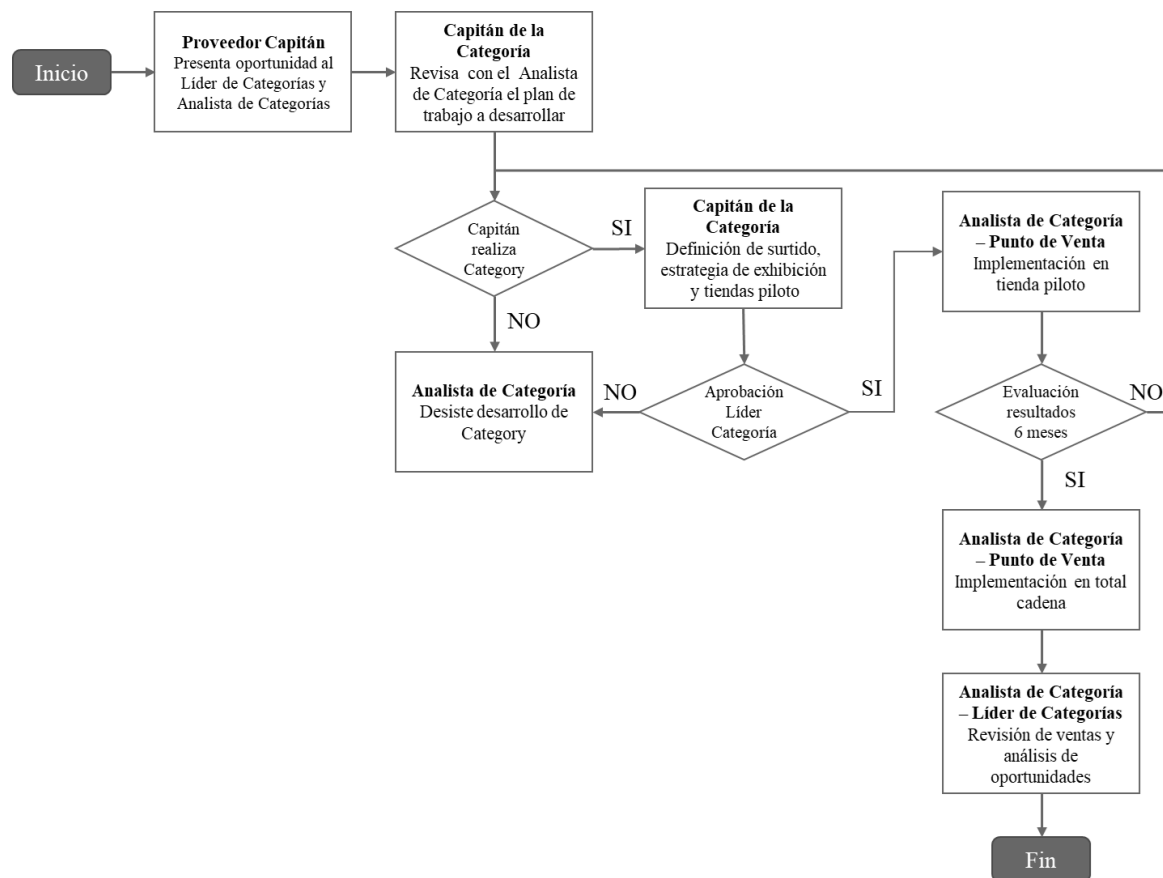 Inicio
Proveedor Capitán
Presenta oportunidad al
Líder de Categorías y
Analista de Categorías
Capitán de la
Categoría
Revisa con el Analista
de Categoría el plan de
trabajo a desarrollar
Capitán
realiza
Category
SI
NO
Capitán de la
Categoría
Definición de surtido,
estrategia de exhibición
y tiendas piloto
Analista de Categoría
– Punto de Venta
Implementación en
tienda piloto
Analista de Categoría
Desiste desarrollo de
Category
NO
Aprobación
Líder
Categoría
SI
Evaluación
resultados
6 meses
NO
SI
Analista de Categoría
– Punto de Venta
Implementación en total
cadena
Analista de Categoría
– Líder de Categorías
Revisión de ventas y
análisis de
oportunidades
Fin